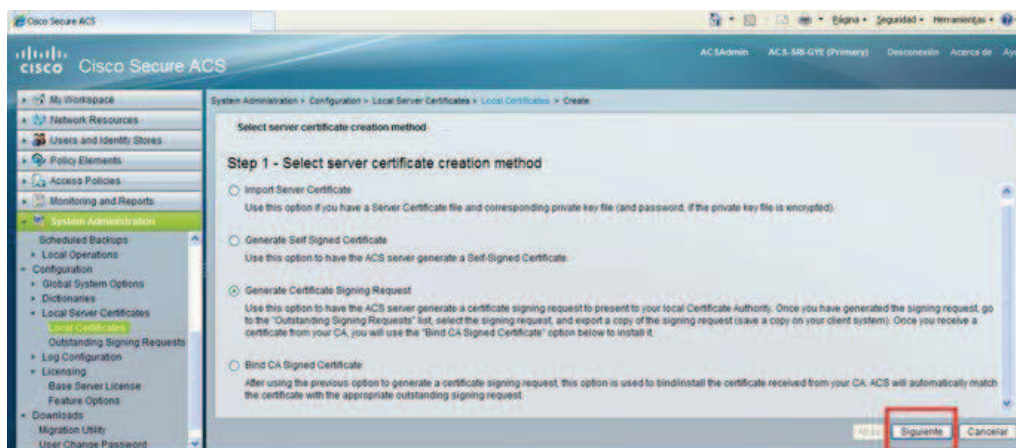 Cisco Secure ACS
Página Seguridad Herramientas
CISCO Cisco Secure ACS
ACSAdmin ACS-SRI-GYE (Primary) Desconexión Acerca de Ay
My Workspace
Network Resources
Users and Identity Stores
Policy Elements
Access Policies
Monitoring and Reports
System Administration
Scheduled Backups
Local Operations
Configuration
Global System Options
Dictionaries
Local Server Certificates
Local Certificates
Outstanding Signing Requests
Log Configuration
Licensing
Base Server License
Feature Options
Downloads
Migration Utility
User Change Password
System Administration > Configuration > Local Server Certificates > Local Certificates > Create
Select server certificate creation method
Step 1 - Select server certificate creation method
Import Server Certificate
Use this option if you have a Server Certificate file and corresponding private key file (and password, if the private key file is encrypted).
Generate Self Signed Certificate
Use this option to have the ACS server generate a Self-Signed Certificate.
Generate Certificate Signing Request
Use this option to have the ACS server generate a certificate signing request to present to your local Certificate Authority. Once you have generated the signing request, go
to the "Outstanding Signing Requests" list, select the signing request, and export a copy of the signing request (save a copy on your client system). Once you receive a
certificate from your CA, you will use the "Bind CA Signed Certificate" option below to install it.
Bind CA Signed Certificate
After using the previous option to generate a certificate signing request, this option is used to bind/install the certificate received from your CA. ACS will automatically match
the certificate with the appropriate outstanding signing request.
Atrás Siguiente Cancelar